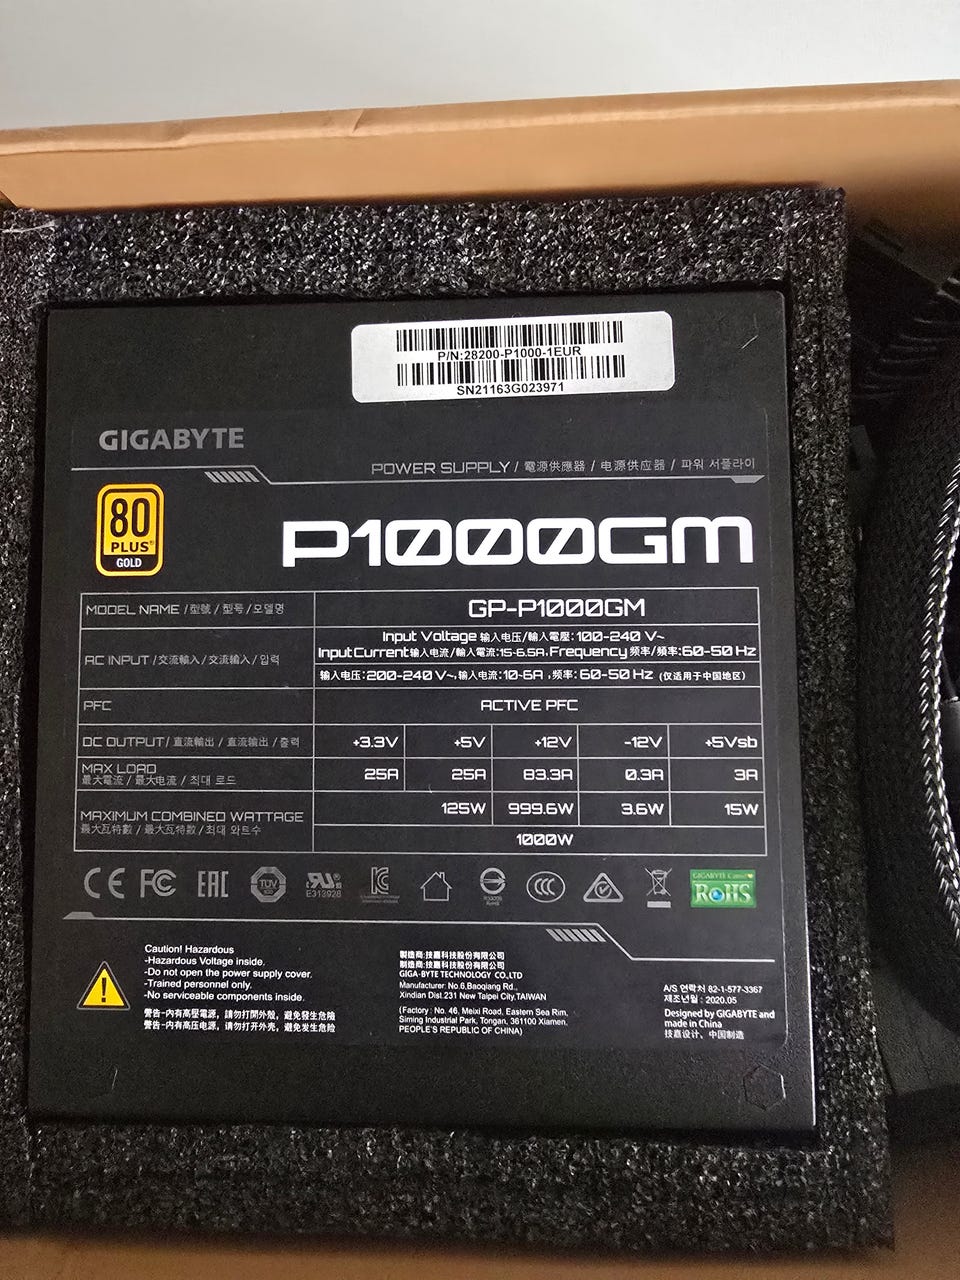 P/N:28200-P1000-1EUR
SN21163G023971
GIGABYTE
POWER SUPPLY / 電源供應器 / 电源供应器 / 파워 서플라이
80
PLUS®
GOLD
P1000GM
MODEL NAME / 型號 / 型号 / 모델명
GP-P1000GM
AC INPUT / 交流輸入 / 交流输入 / 입력
Input Voltage 输入电压/輸入電壓:100-240 V~
Input Current 输入电流/輸入電流:15-6.5A, Frequency 频率/頻率:60-50 Hz
输入电压:200-240 V~,输入电流:10-6A ,频率: 60-50 Hz (仅适用于中国地区)
PFC
ACTIVE PFC
DC OUTPUT / 直流輸出 / 直流输出 / 출력
+3.3V +5V +12V -12V +5Vsb
MAX LOAD
最大電流 / 最大电流 / 최대 로드
25A 25A 83.3A 0.3A 3A
MAXIMUM COMBINED WATTAGE
最大瓦特數 / 最大瓦特数 / 최대 와트수
125W 999.6W 3.6W 15W
1000W
CE FC EAC TÜV
E313928
KC
CCC
GIGABYTE Cares!
RoHS
Caution! Hazardous
-Hazardous Voltage inside.
-Do not open the power supply cover.
-Trained personnel only.
-No serviceable components inside.
警告-內有高壓電源,請勿打開外殼,避免發生危險
警告-内有高压电源,请勿打开外壳,避免发生危险
製造商:技嘉科技股份有限公司
制造商:技嘉科技股份有限公司
GIGA-BYTE TECHNOLOGY CO.,LTD
Manufacturer: No.6,Baoqiang Rd.,
Xindian Dist.231 New Taipei City,TAIWAN
(Factory : No. 46, Meixi Road, Eastern Sea Rim,
Siming Industrial Park, Tongan, 361100 Xiamen.
PEOPLE'S REPUBLIC OF CHINA)
A/S 연락처 82-1-577-3367
제조년월 : 2020.05
Designed by GIGABYTE and
made in China
技嘉设计、中国制造